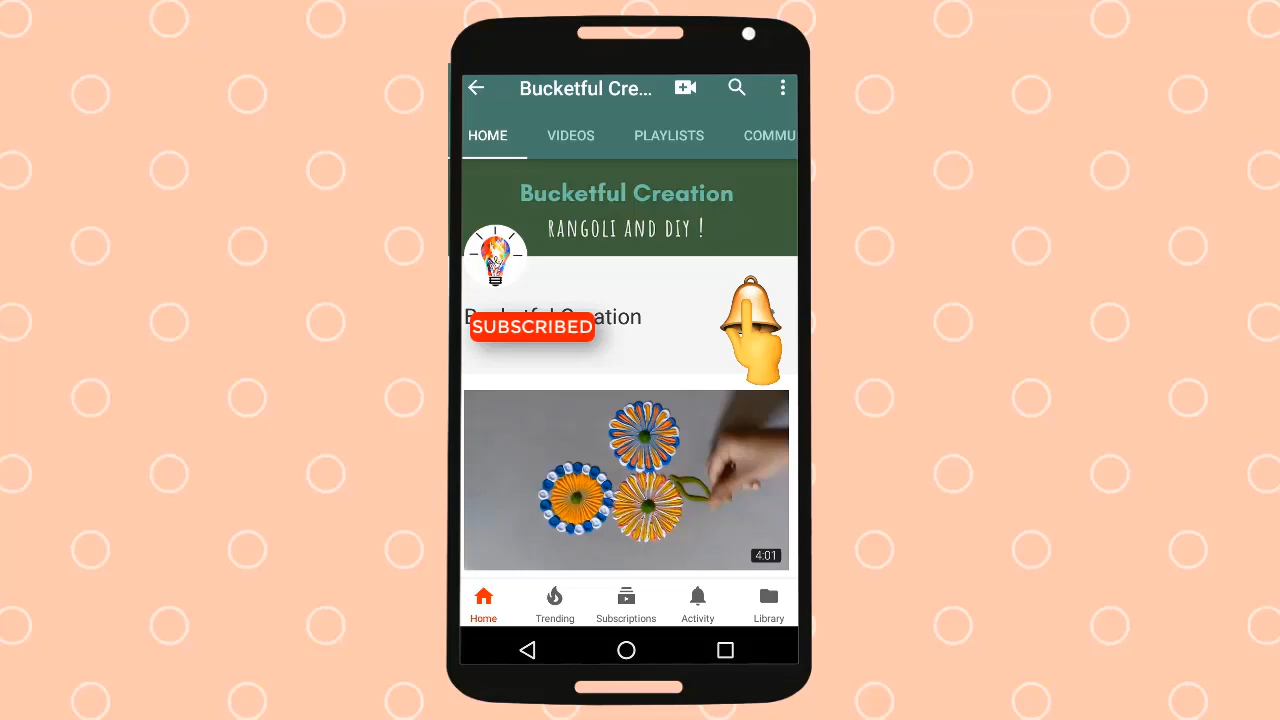 Bucketful Cre...
HOME VIDEOS PLAYLISTS COMMU
Bucketful Creation
RANGOLI AND DIY !
SUBSCRIBED
4:01
Home Trending Subscriptions Activity Library